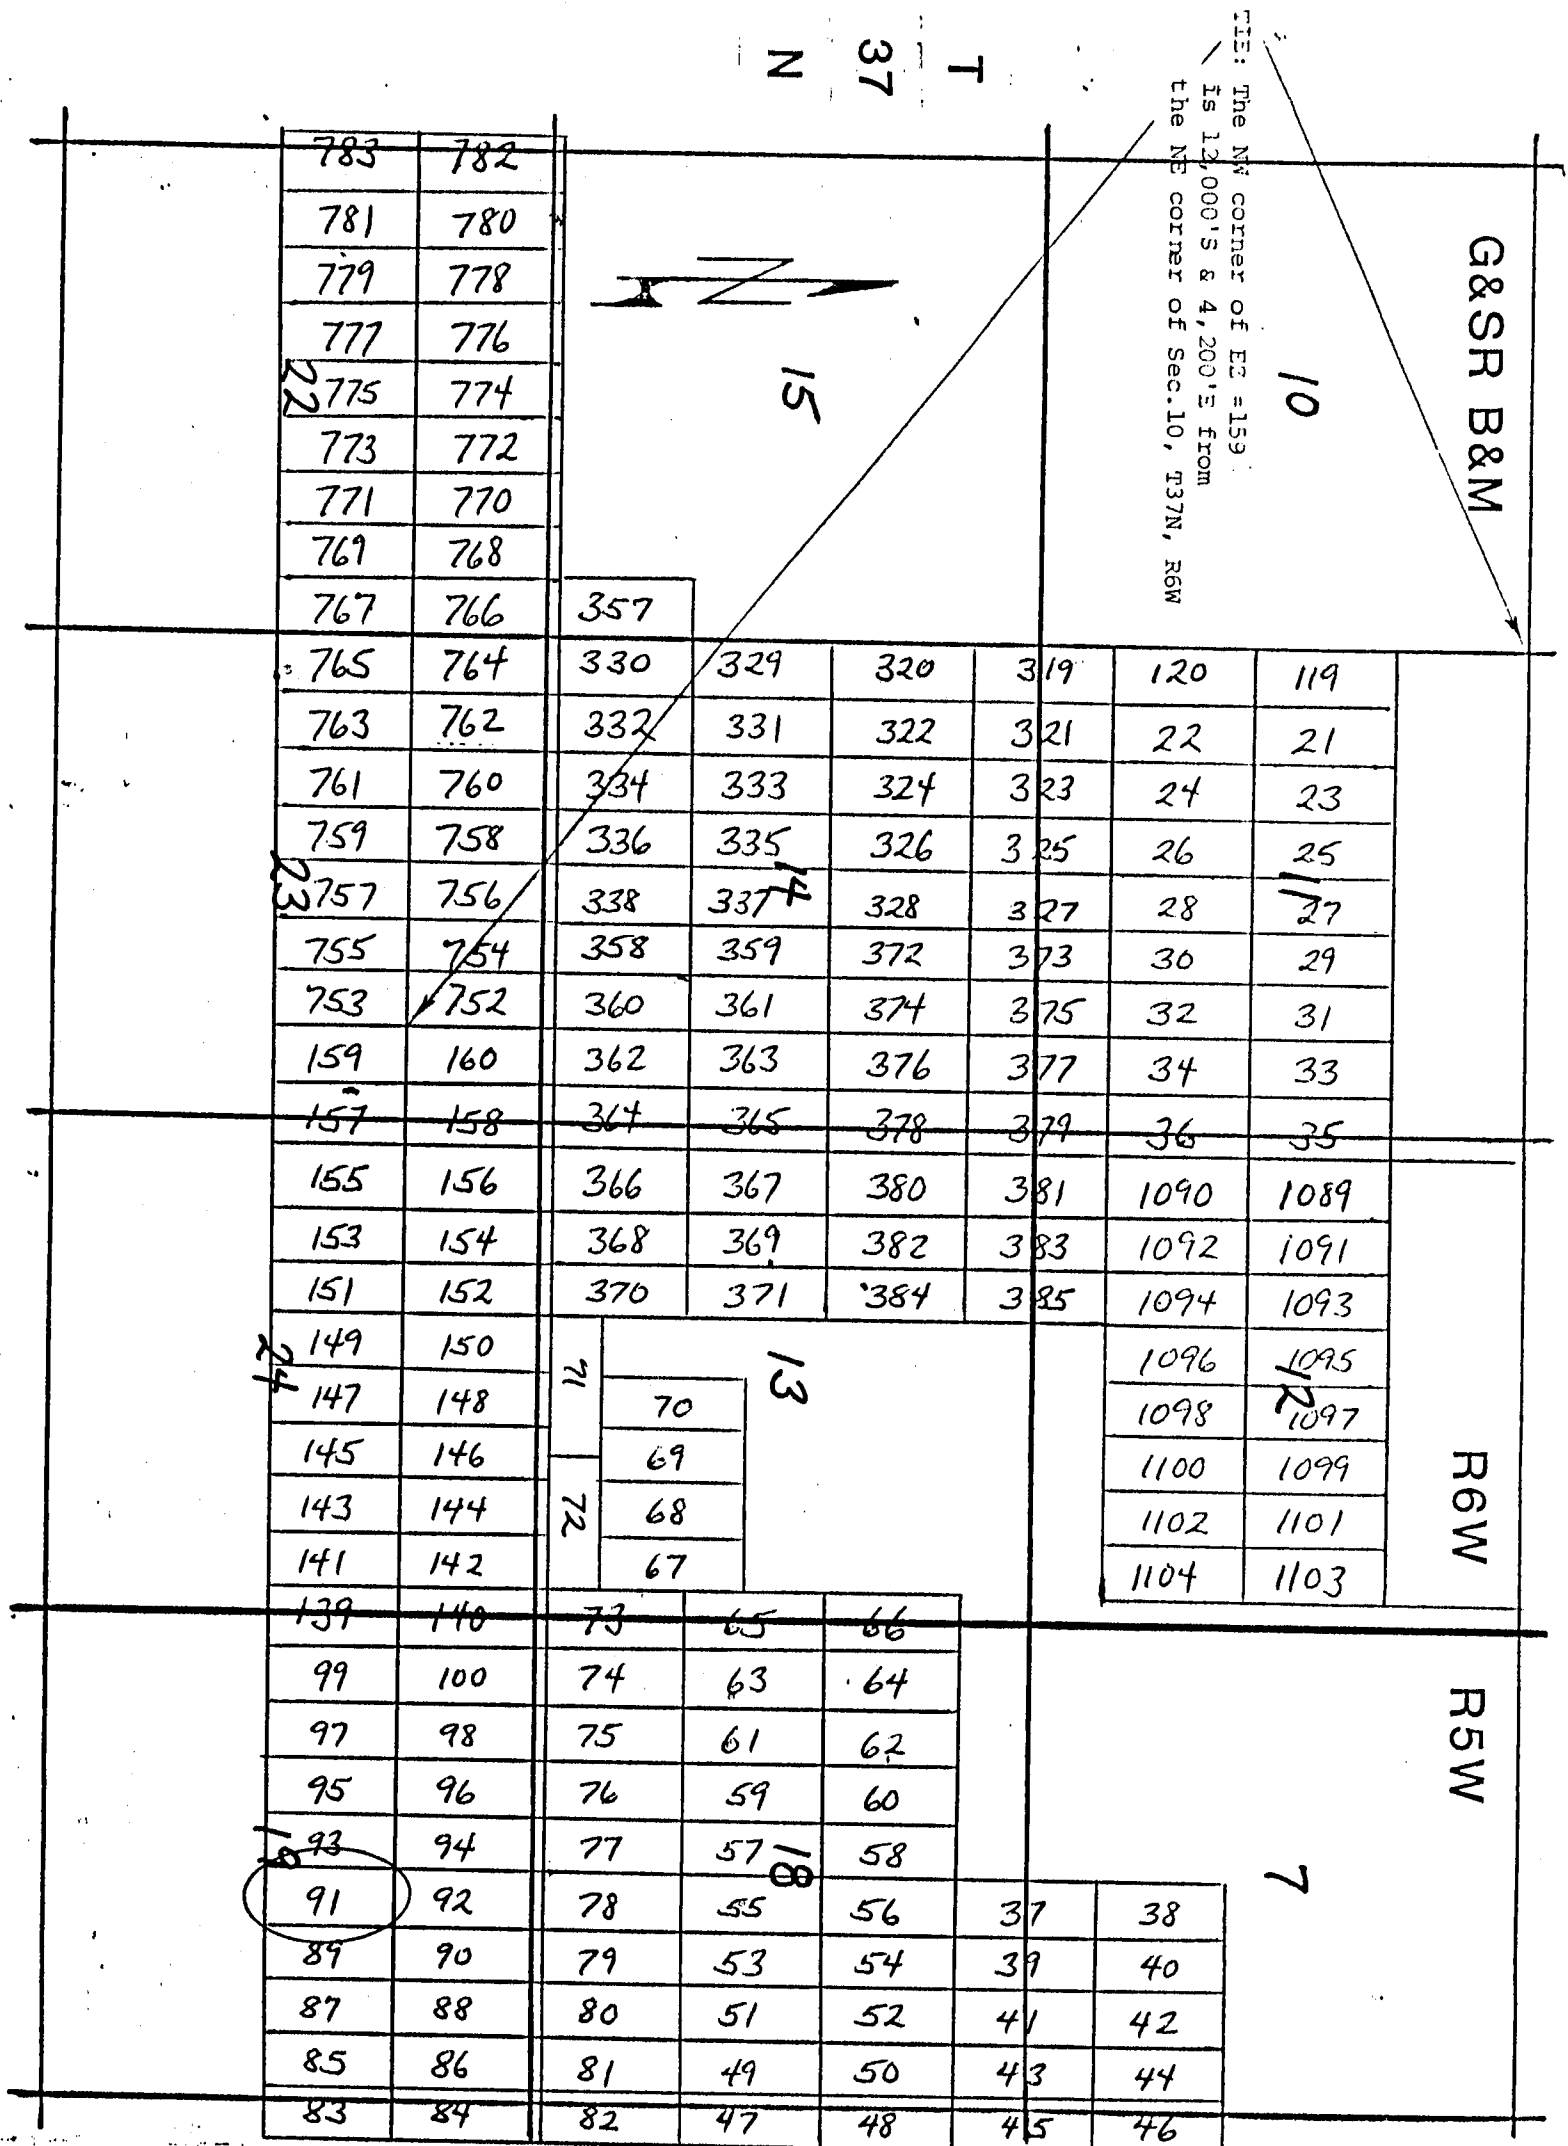 T
37
N
TIE: The NW corner of EZ #159
is 12,000'S & 4,200'E from
the NE corner of Sec.10, T37N, R6W
G&SR B&M
R6W
R5W
10
15
22
783 782
781 780
779 778
777 776
775 774
773 772
771 770
769 768
767 766 357
765 764 330 329 320 319 120 119
763 762 332 331 322 321 22 21
761 760 334 333 324 323 24 23
759 758 336 335 326 325 26 25
23 14 11
757 756 338 337 328 327 28 27
755 754 358 359 372 373 30 29
753 752 360 361 374 375 32 31
159 160 362 363 376 377 34 33
157 158 364 365 378 379 36 35
155 156 366 367 380 381 1090 1089
153 154 368 369 382 383 1092 1091
151 152 370 371 384 385 1094 1093
24 13 12
149 150 71 1096 1095
147 148 70 1098 1097
145 146 69 1100 1099
143 144 72 68 1102 1101
141 142 67 1104 1103
139 140 73 65 66
99 100 74 63 64
97 98 75 61 62
95 96 76 59 60
19 18 7
93 94 77 57 58
91 92 78 55 56 37 38
89 90 79 53 54 39 40
87 88 80 51 52 41 42
85 86 81 49 50 43 44
83 84 82 47 48 45 46